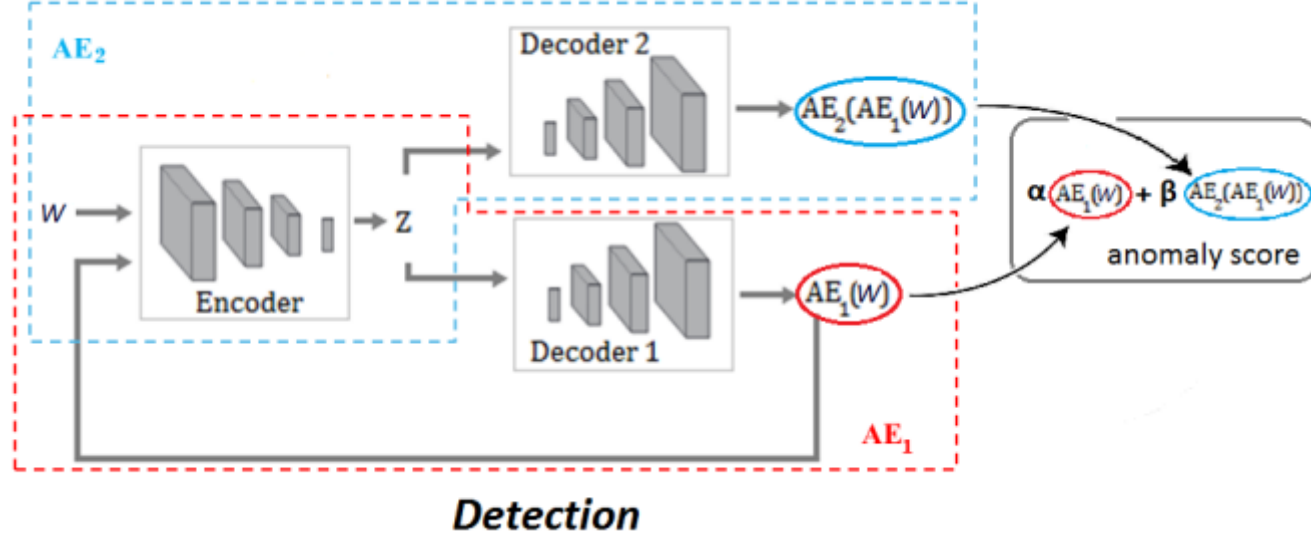 AE₂
Decoder 2
AE₂(AE₁(W))
W
Z
Encoder
α AE₁(W) + β AE₂(AE₁(W))
anomaly score
AE₁(W)
Decoder 1
AE₁
Detection